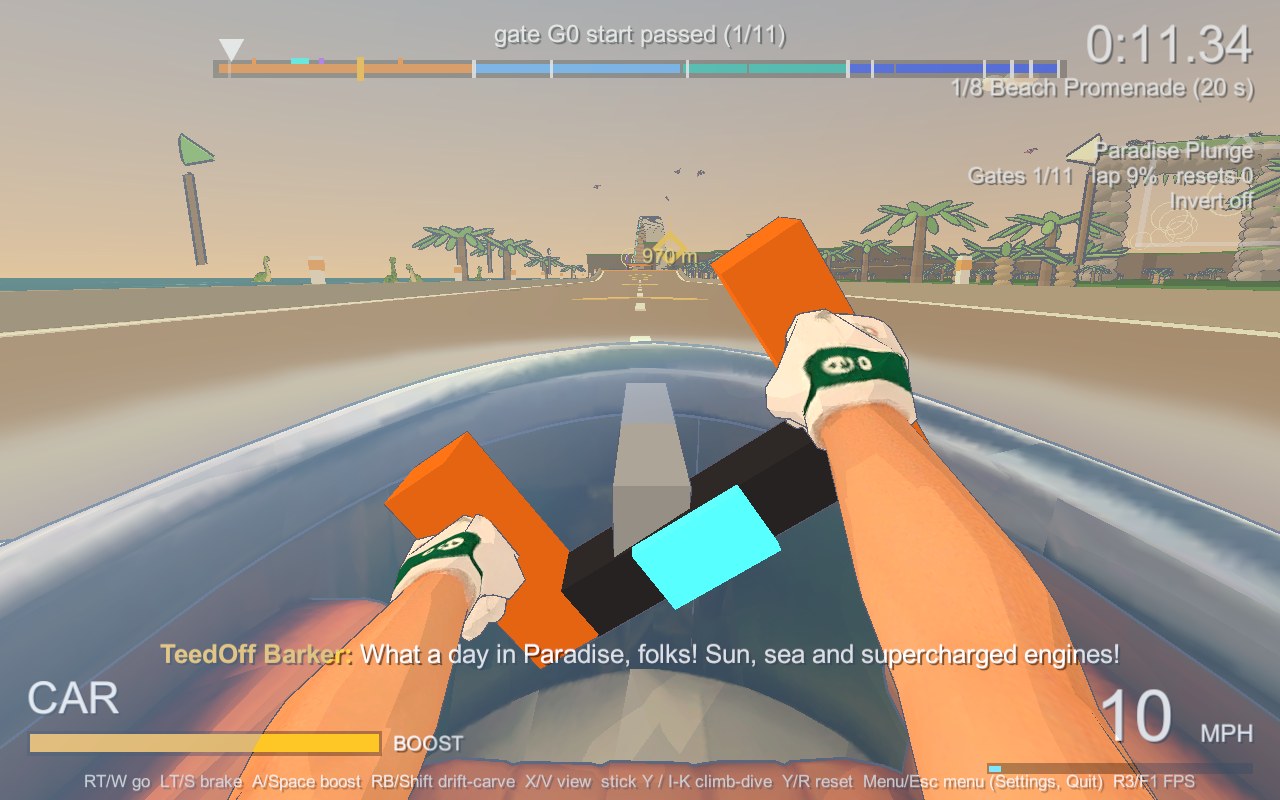 gate G0 start passed (1/11)
0:11.34
1/8 Beach Promenade (20 s)
Paradise Plunge
Gates 1/11 lap 9% resets 0
Invert off
970 m
TeedOff Barker: What a day in Paradise, folks! Sun, sea and supercharged engines!
CAR
BOOST
10 MPH
RT/W go LT/S brake A/Space boost RB/Shift drift-carve X/V view stick Y / I-K climb-dive Y/R reset Menu/Esc menu (Settings, Quit) R3/F1 FPS